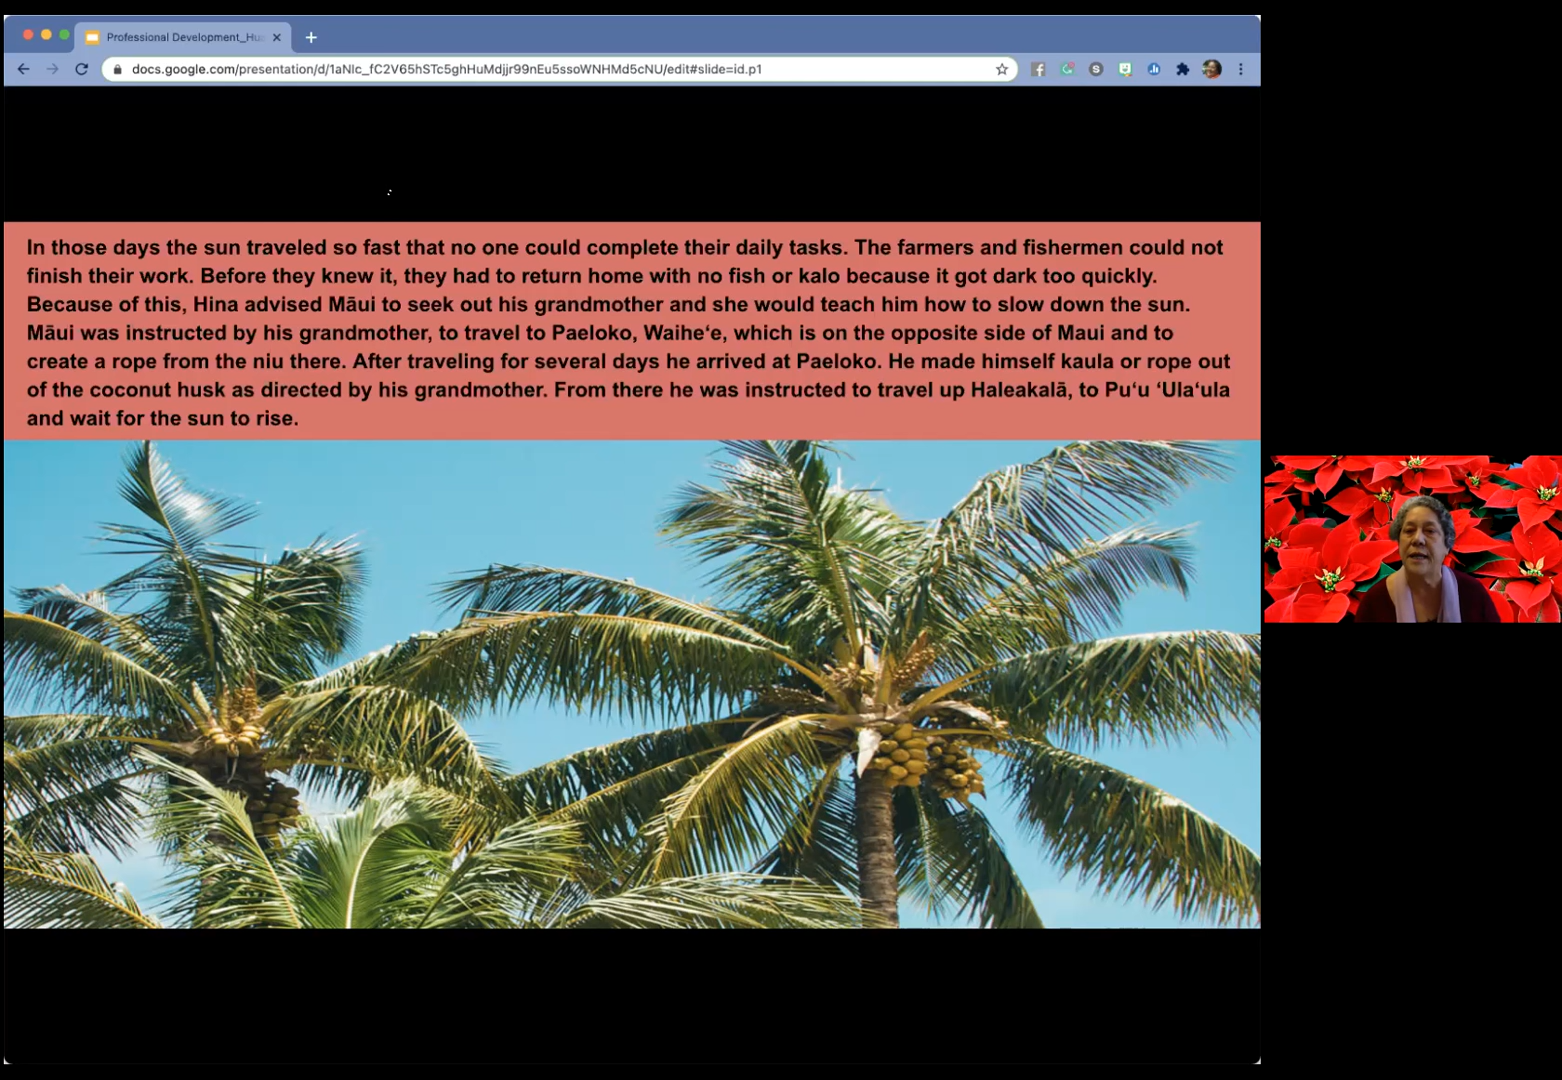 Professional Development_Hu
docs.google.com/presentation/d/1aNlc_fC2V65hSTc5ghHuMdjjr99nEu5ssoWNHMd5cNU/edit#slide=id.p1
In those days the sun traveled so fast that no one could complete their daily tasks. The farmers and fishermen could not
finish their work. Before they knew it, they had to return home with no fish or kalo because it got dark too quickly.
Because of this, Hina advised Māui to seek out his grandmother and she would teach him how to slow down the sun.
Māui was instructed by his grandmother, to travel to Paeloko, Waiheʻe, which is on the opposite side of Maui and to
create a rope from the niu there. After traveling for several days he arrived at Paeloko. He made himself kaula or rope out
of the coconut husk as directed by his grandmother. From there he was instructed to travel up Haleakalā, to Puʻu ʻUlaʻula
and wait for the sun to rise.